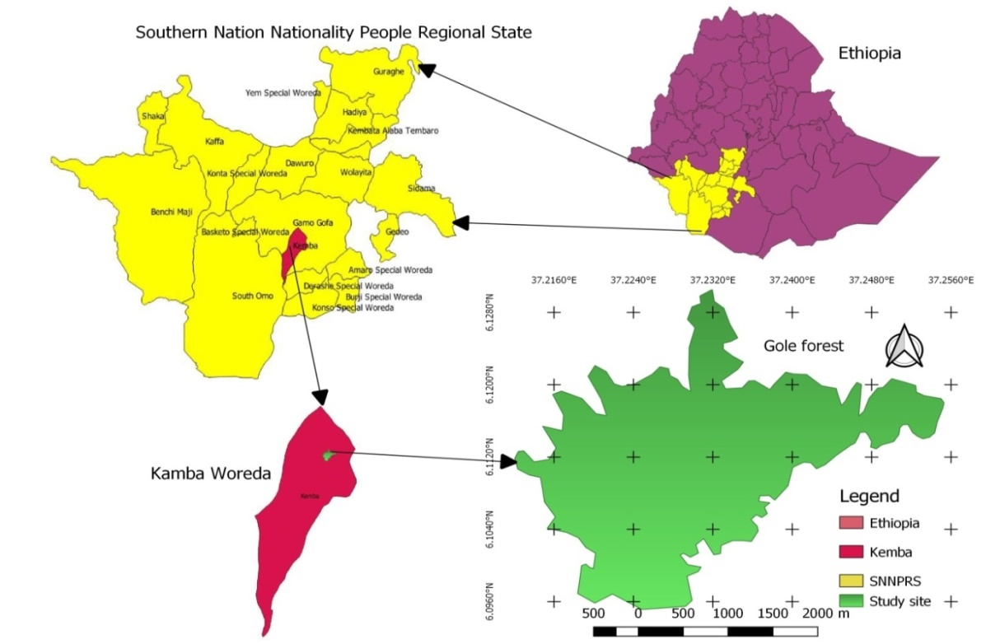 Southern Nation Nationality People Regional State
Ethiopia
Guraghe
Yem Special Woreda
Hadiya
Shaka
Kembata Alaba Tembaro
Kaffa
Dawuro
Konta Special Woreda
Wolayita
Sidama
Benchi Maji
Gamo Gofa
Basketo Special Woreda
Gedeo
Kemba
Amaro Special Woreda
Derashe Special Woreda
South Omo
Burji Special Woreda
Konso Special Woreda
37.2160°E 37.2240°E 37.2320°E 37.2400°E 37.2480°E 37.2560°E
6.1280°N
6.1200°N
6.1120°N
6.1040°N
6.0960°N
Gole forest
Kamba Woreda
Kemba
Legend
Ethiopia
Kemba
SNNPRS
Study site
500 0 500 1000 1500 2000 m